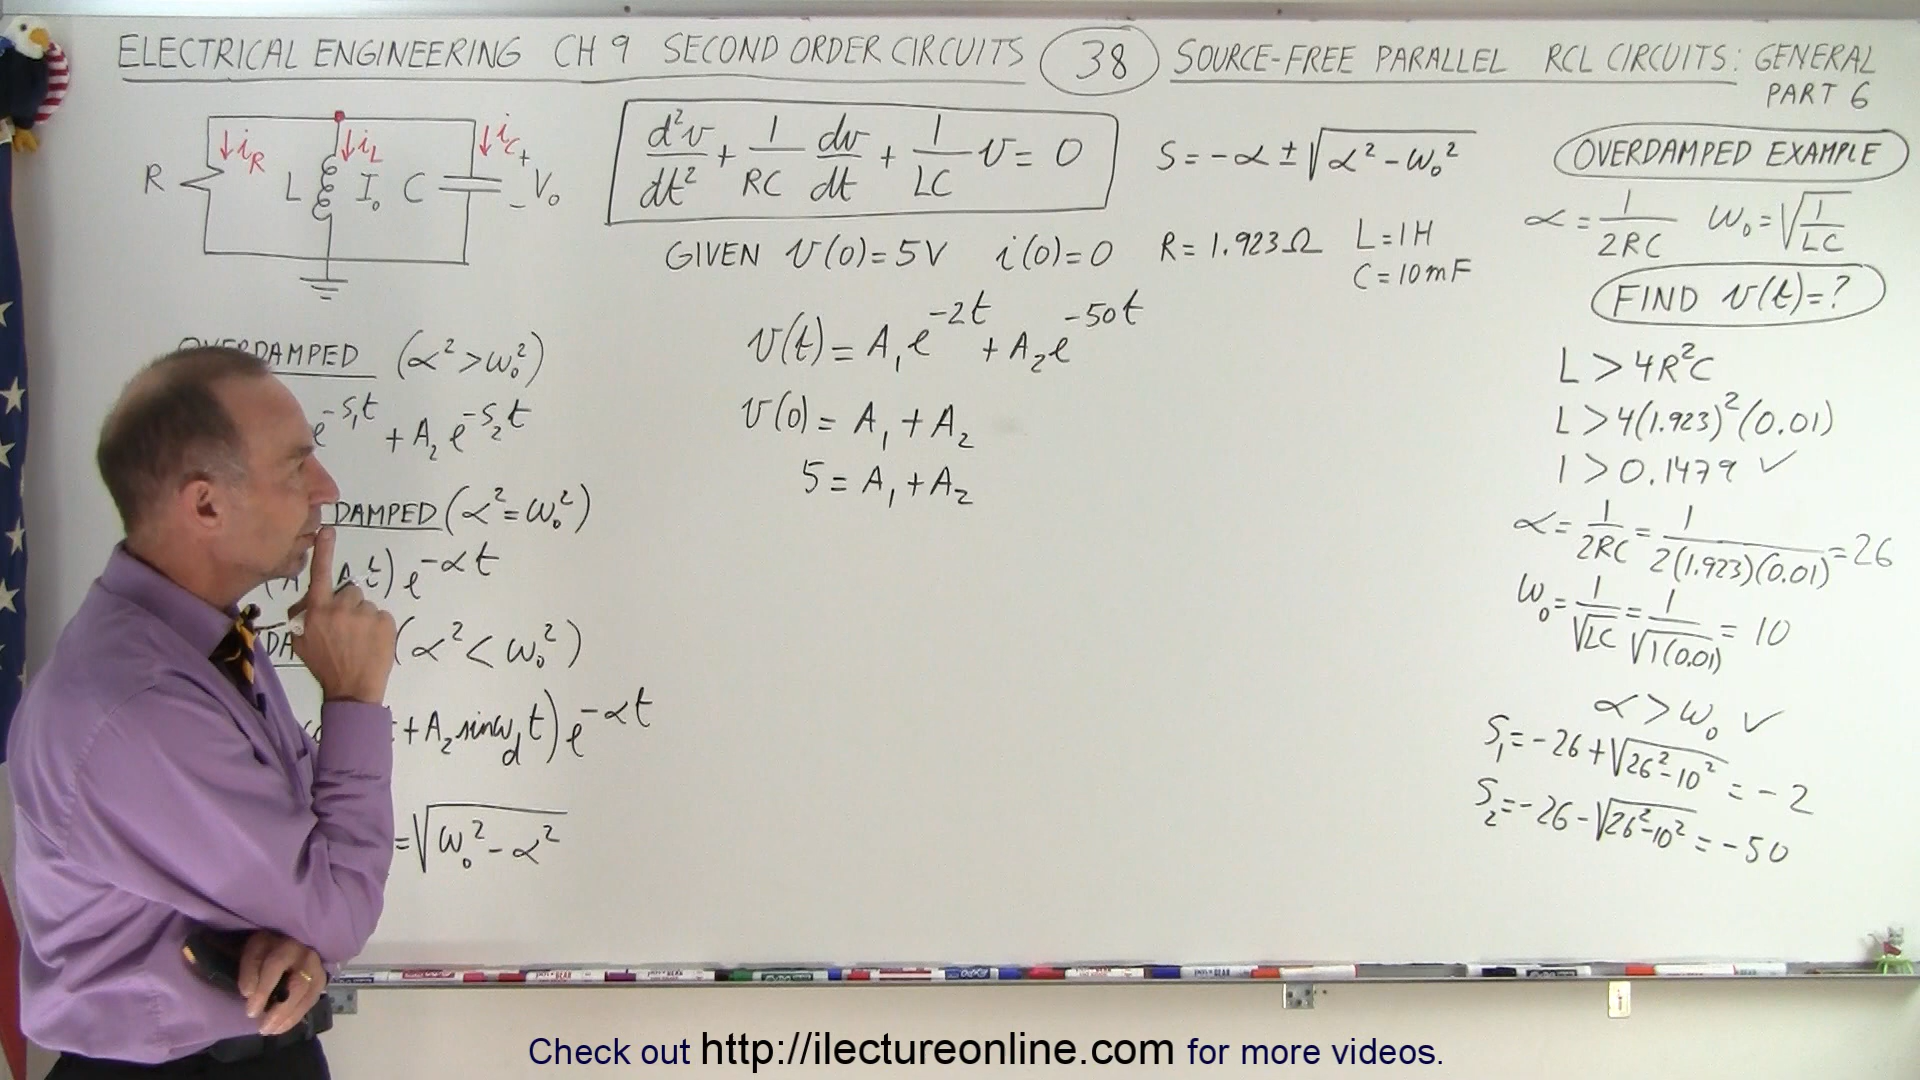 ELECTRICAL ENGINEERING CH 9 SECOND ORDER CIRCUITS 38 SOURCE-FREE PARALLEL RCL CIRCUITS: GENERAL
PART 6
R ↓iR L ↓iL I₀ C ↓iC + − V₀
d²v/dt² + 1/RC dv/dt + 1/LC v = 0
S = -α ± √(α² - ω₀²)
GIVEN v(0) = 5V i(0) = 0 R = 1.923Ω L = 1H
C = 10mF
v(t) = A₁e^-2t + A₂e^-50t
v(0) = A₁ + A₂
5 = A₁ + A₂
OVERDAMPED (α² > ω₀²)
e^-S₁t + A₂e^-S₂t
DAMPED (α² = ω₀²)
A₂t)e^-αt
DA (α² < ω₀²)
t + A₂ sinω_d t)e^-αt
= √(ω₀² - α²)
OVERDAMPED EXAMPLE
α = 1/2RC ω₀ = √(1/LC)
FIND v(t) = ?
L > 4R²C
L > 4(1.923)²(0.01)
1 > 0.1479 ✓
α = 1/2RC = 1/2(1.923)(0.01) = 26
ω₀ = 1/√LC = 1/√1(0.01) = 10
α > ω₀ ✓
S₁ = -26 + √(26² - 10²) = -2
S₂ = -26 - √(26² - 10²) = -50
Check out http://ilectureonline.com for more videos.